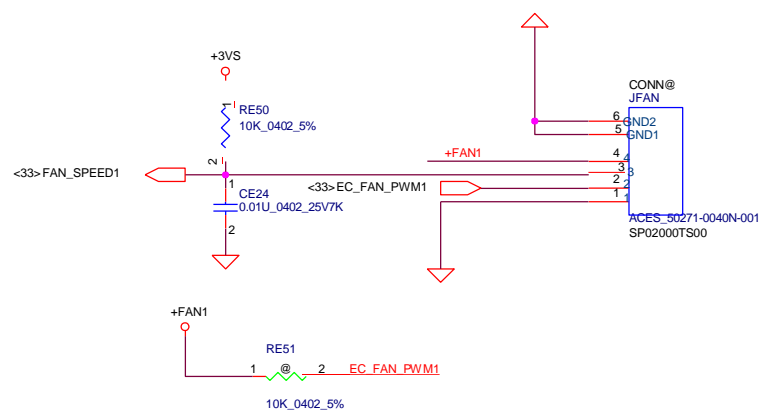 +3VS
CONN@
JFAN
1
RE50
10K_0402_5%
6
GND2
5
GND1
2
+FAN1
4
4
<33>FAN_SPEED1
3
3
1
<33>EC_FAN_PWM1
2
2
CE24
0.01U_0402_25V7K
1
1
2
ACES_50271-0040N-001
SP02000TS00
+FAN1
RE51
1
@
2
EC_FAN_PWM1
10K_0402_5%